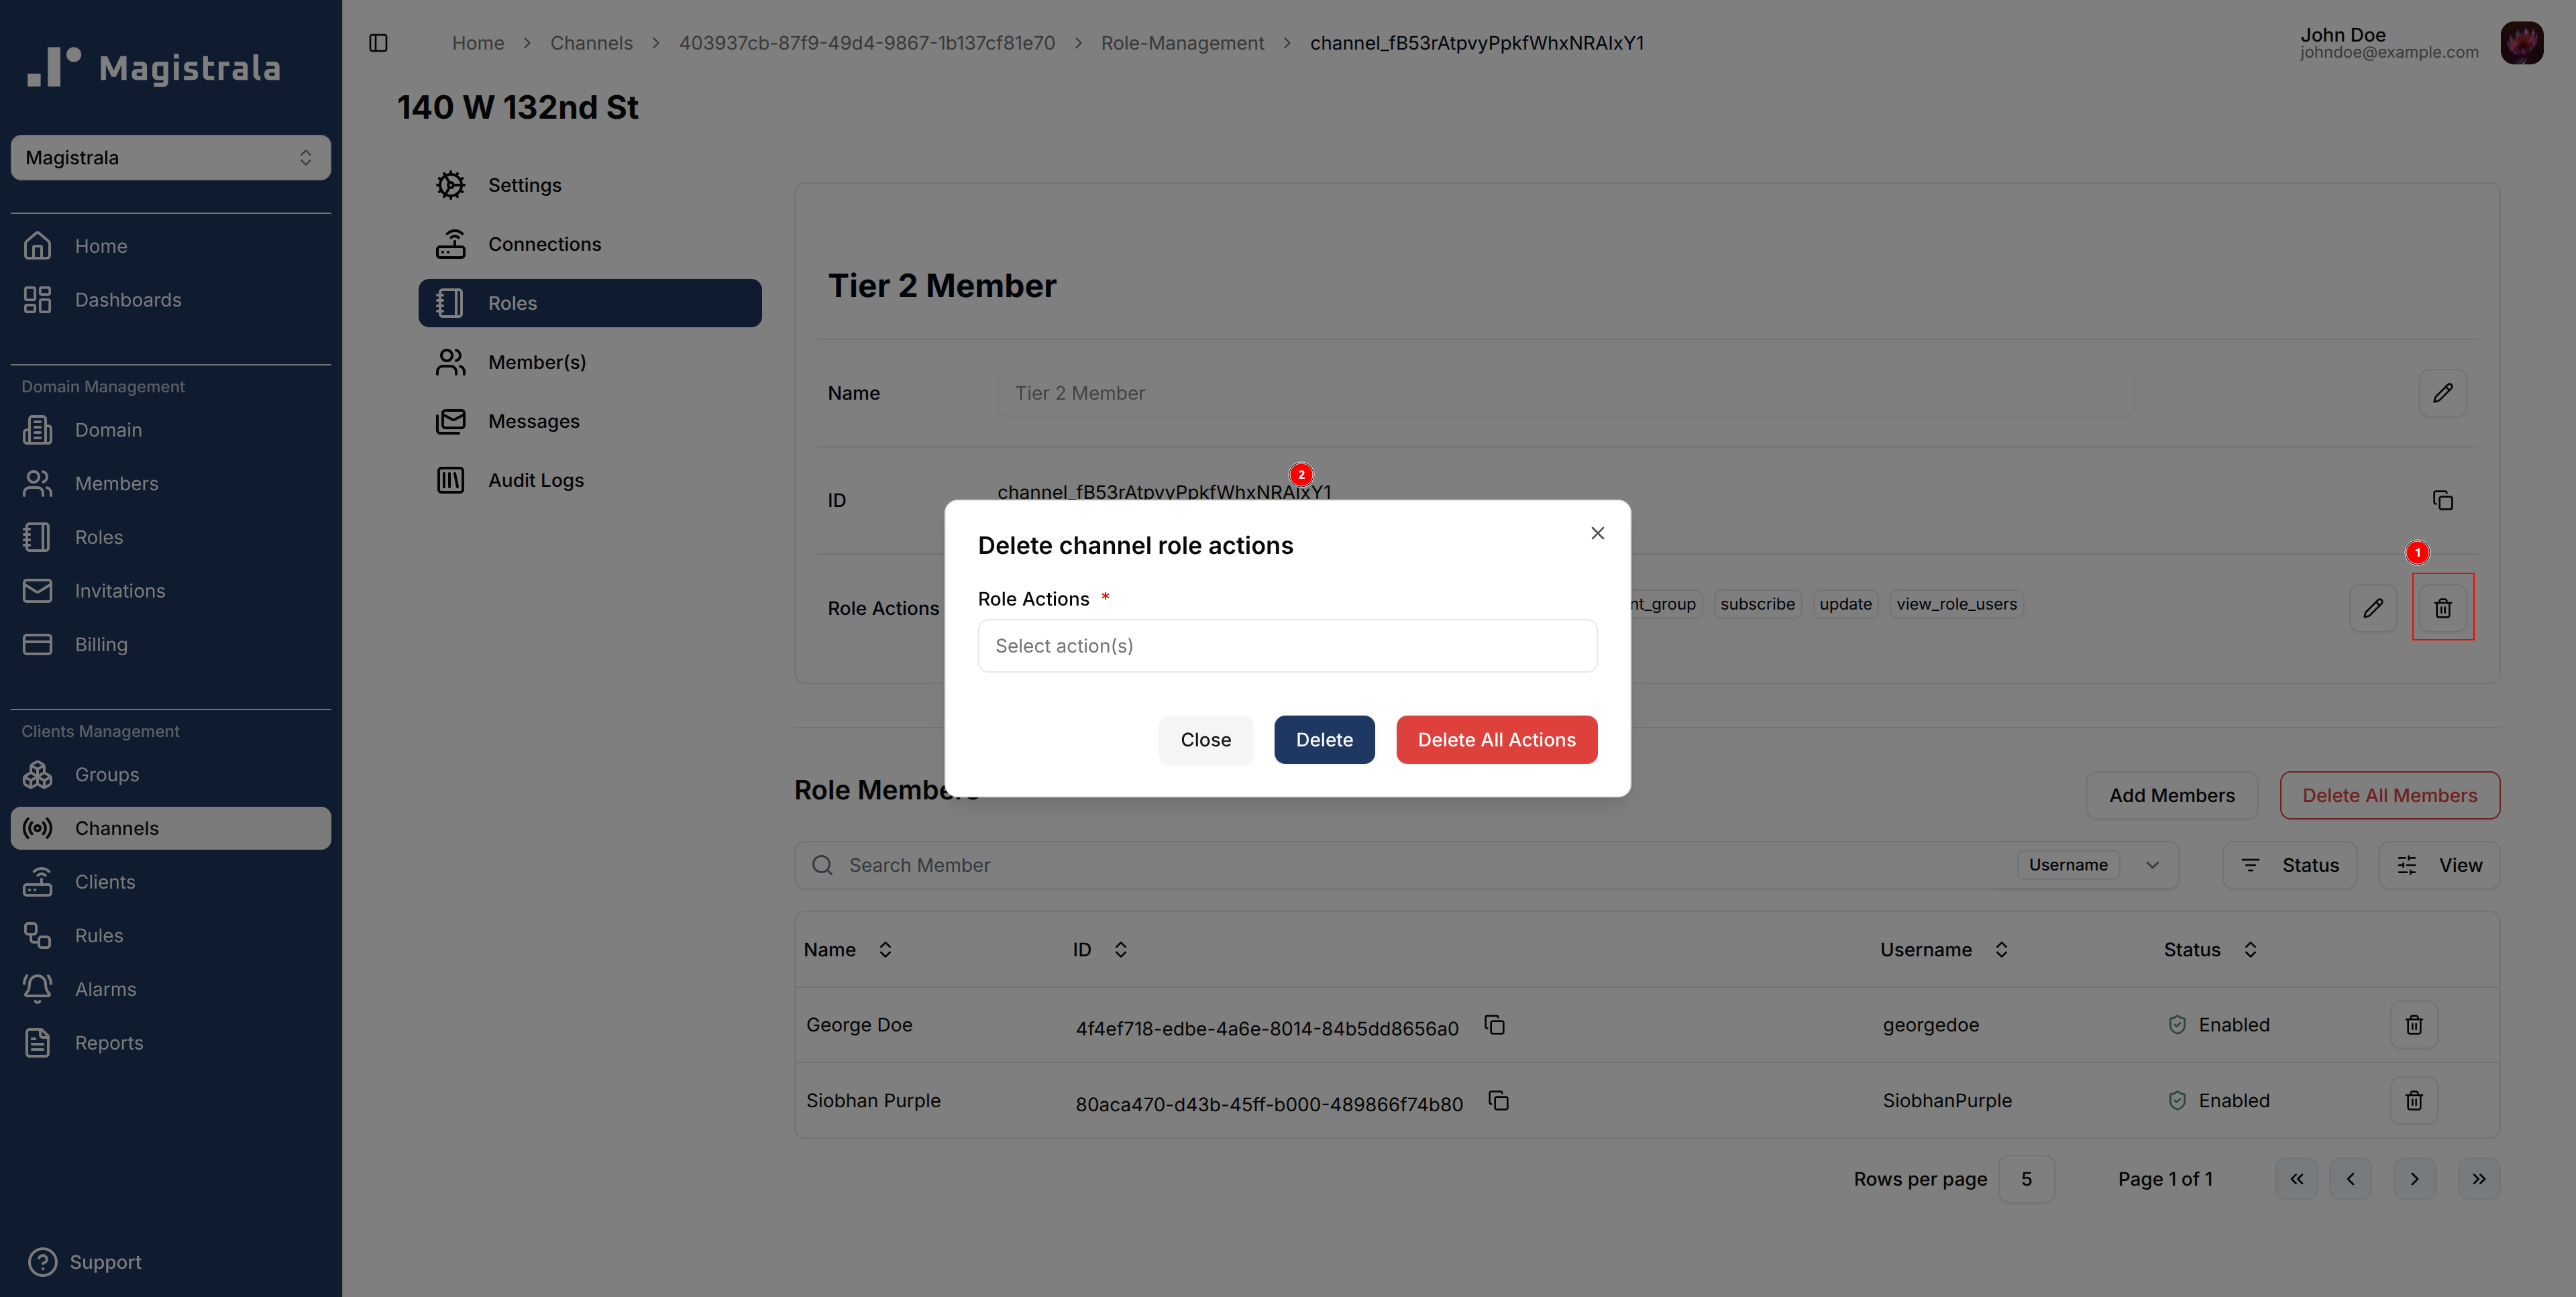 Magistrala
Magistrala
Home
Dashboards
Domain Management
Domain
Members
Roles
Invitations
Billing
Clients Management
Groups
Channels
Clients
Rules
Alarms
Reports
Support
Home > Channels > 403937cb-87f9-49d4-9867-1b137cf81e70 > Role-Management > channel_fB53rAtpvyPpkfWhxNRAIxY1
John Doe
johndoe@example.com
140 W 132nd St
Settings
Connections
Roles
Member(s)
Messages
Audit Logs
Tier 2 Member
Name Tier 2 Member
2
ID channel_fB53rAtpvyPpkfWhxNRAIxY1
1
Role Actions nt_group subscribe update view_role_users
Delete channel role actions
Role Actions *
Select action(s)
Close Delete Delete All Actions
Role Members
Add Members Delete All Members
Search Member Username Status View
Name ID Username Status
George Doe 4f4ef718-edbe-4a6e-8014-84b5dd8656a0 georgedoe Enabled
Siobhan Purple 80aca470-d43b-45ff-b000-489866f74b80 SiobhanPurple Enabled
Rows per page 5 Page 1 of 1